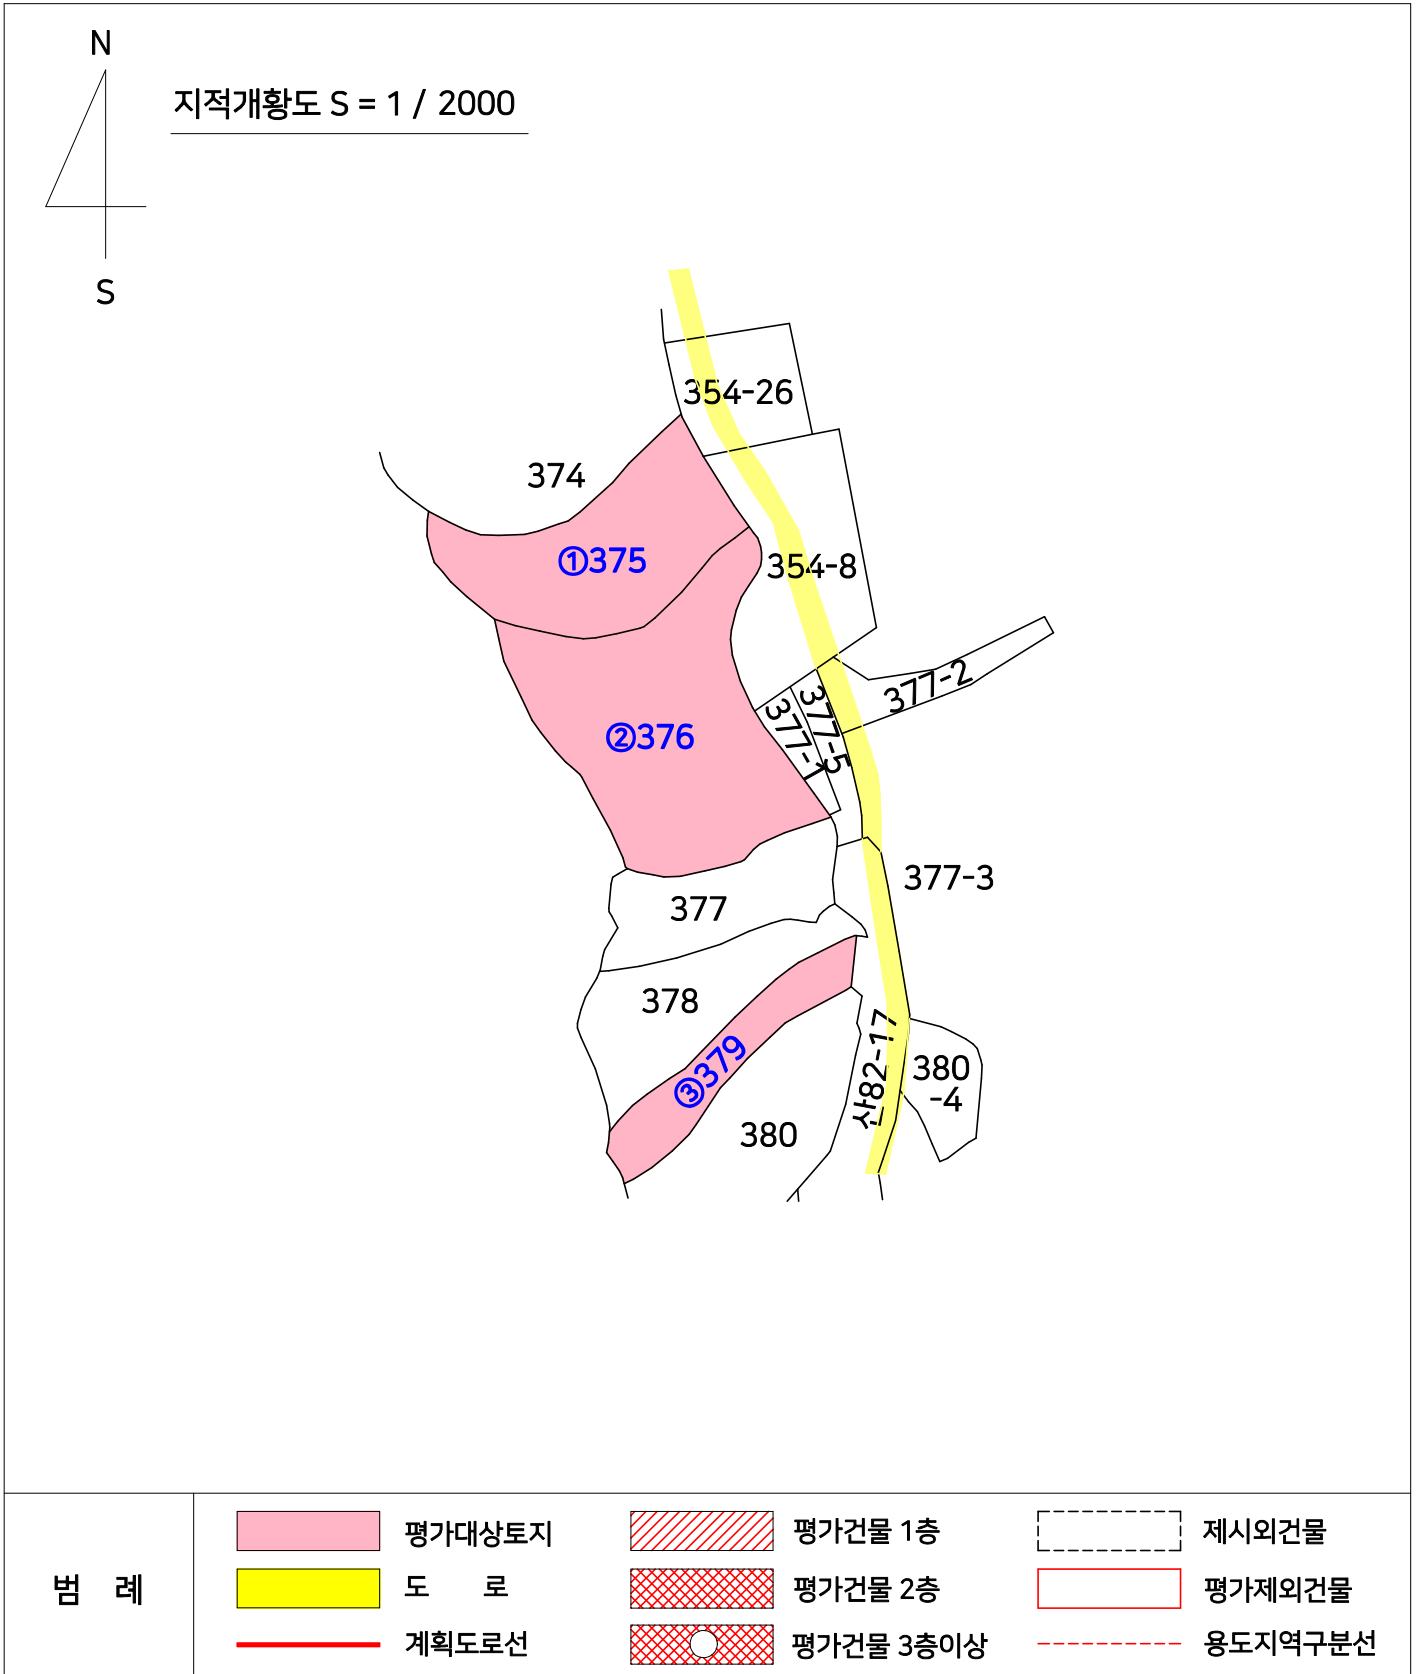 N
지적개황도 S = 1 / 2000
S
354-26
374
①375
354-8
377-2
377-5
377-1
②376
377-3
377
378
산82-17
③379
380
-4
380
범 례
평가대상토지
도 로
계획도로선
평가건물 1층
평가건물 2층
평가건물 3층이상
제시외건물
평가제외건물
용도지역구분선